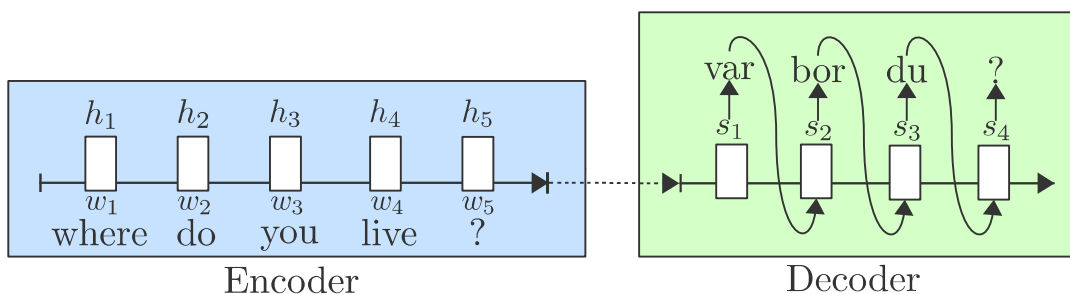 h₁ h₂ h₃ h₄ h₅
w₁ w₂ w₃ w₄ w₅
where do you live ?
Encoder
var bor du ?
s₁ s₂ s₃ s₄
Decoder